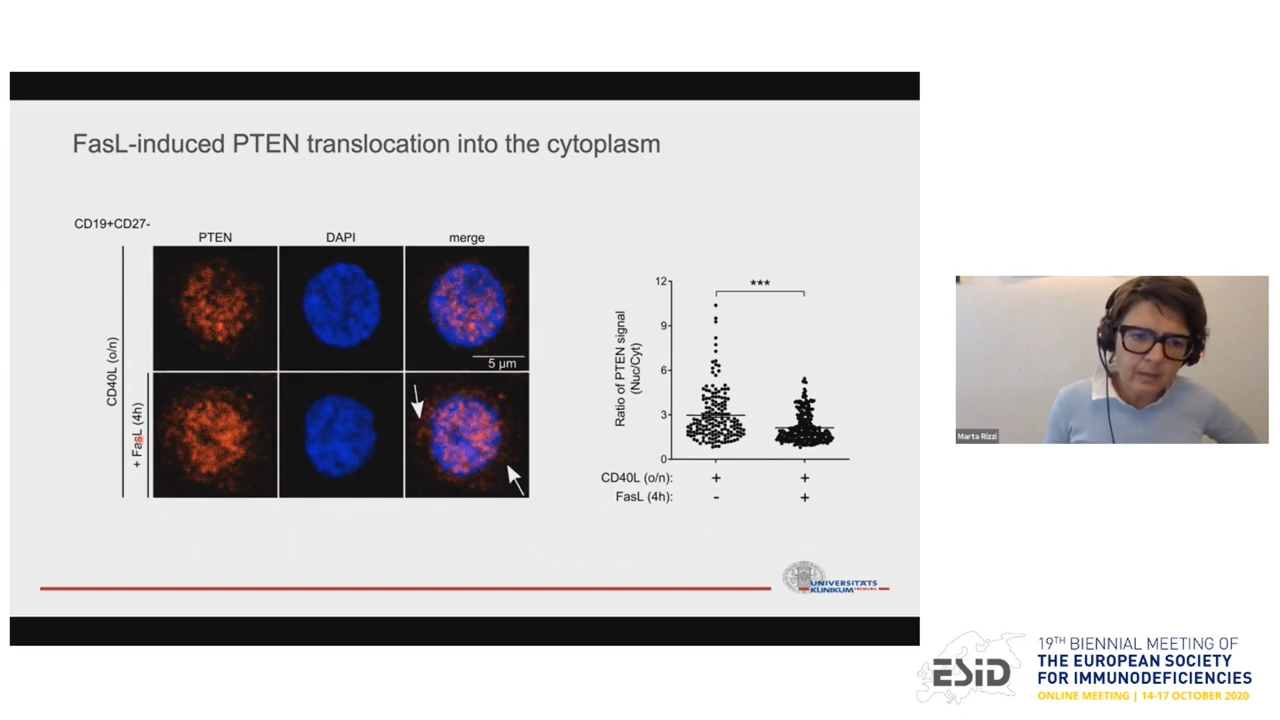 FasL-induced PTEN translocation into the cytoplasm
CD19+CD27-
PTEN
DAPI
merge
CD40L (o/n)
+ FasL (4h)
5 µm
Ratio of PTEN signal
(Nuc/Cyt)
12
9
6
3
0
***
CD40L (o/n): + +
FasL (4h): - +
UNIVERSITÄTS
KLINIKUM FREIBURG
Marta Rizzi
ESiD
19TH BIENNIAL MEETING OF
THE EUROPEAN SOCIETY
FOR IMMUNODEFICIENCIES
ONLINE MEETING | 14-17 OCTOBER 2020